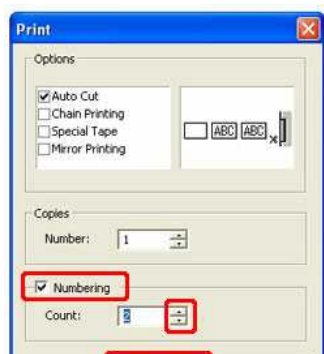 Print
Options
Auto Cut
Chain Printing
Special Tape
Mirror Printing
ABC ABC
Copies
Number: 1
Numbering
Count: 2